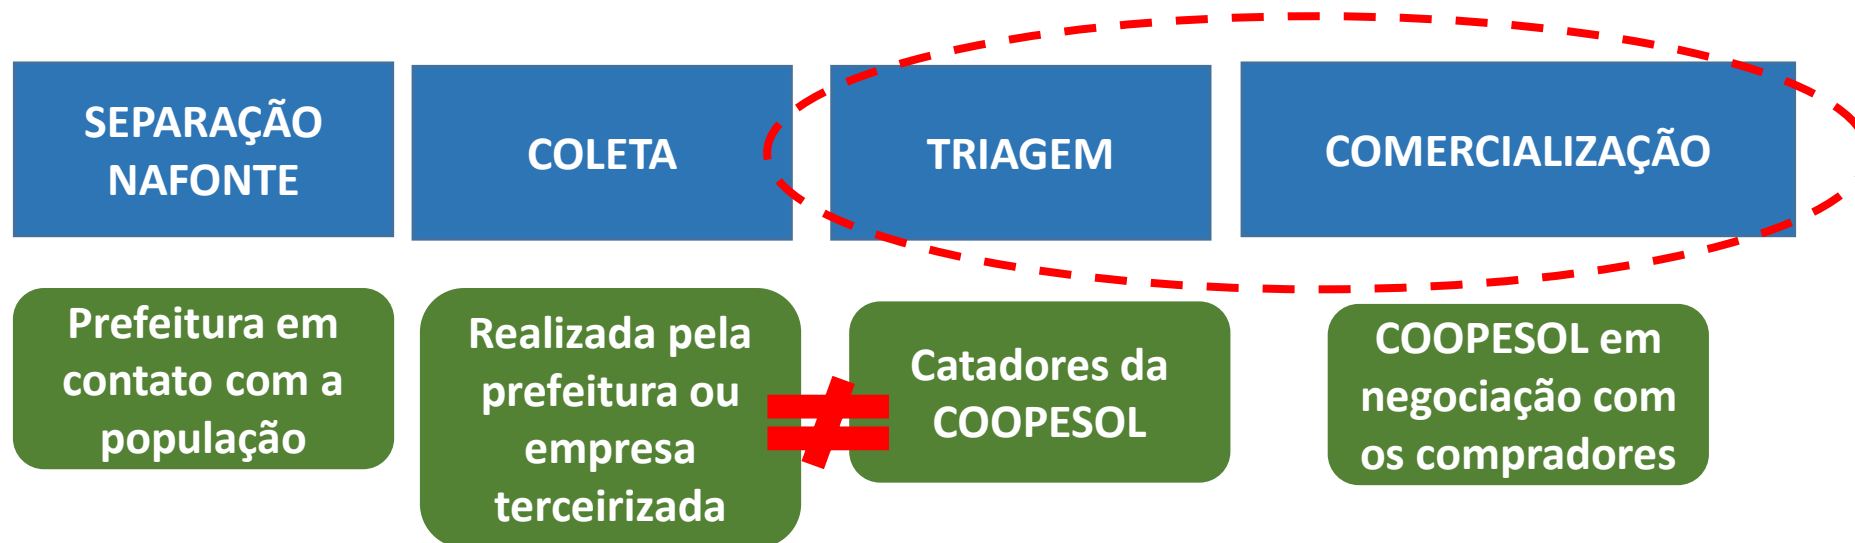 SEPARAÇÃO
NAFONTE
COLETA
TRIAGEM
COMERCIALIZAÇÃO
Prefeitura em
contato com a
população
Realizada pela
prefeitura ou
empresa
terceirizada
≠
Catadores da
COOPESOL
COOPESOL em
negociação com
os compradores